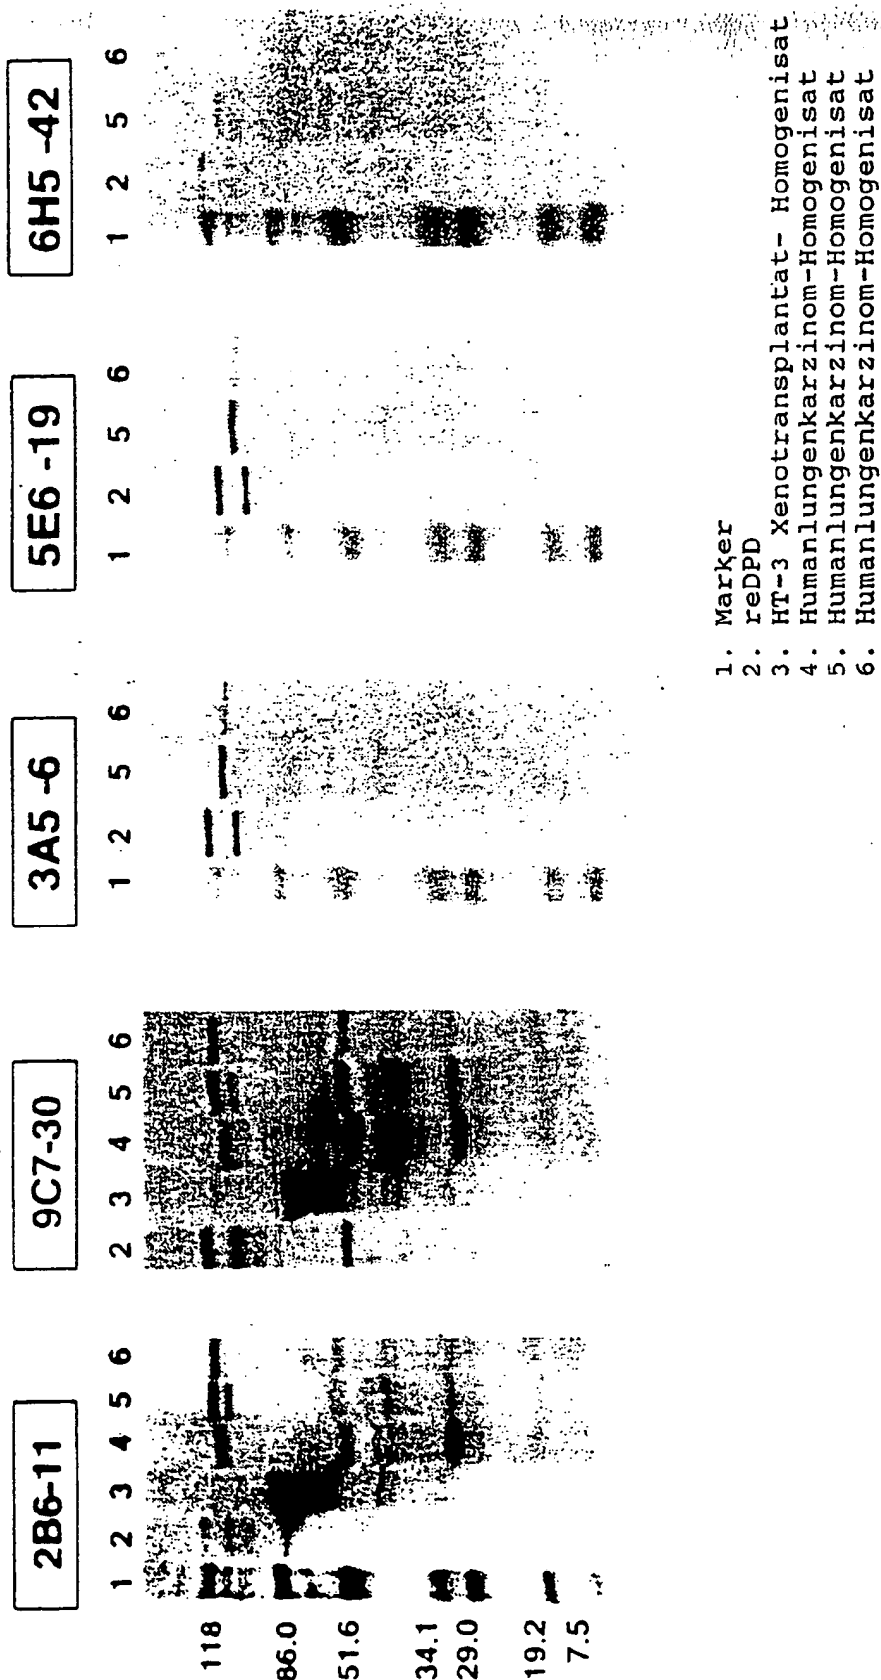 2B6-11
9C7-30
3A5 -6
5E6 -19
6H5 -42
1 2 3 4 5 6
2 3 4 5 6
1 2 5 6
1 2 5 6
1 2 5 6
118
86.0
51.6
34.1
29.0
19.2
7.5
1. Marker
2. reDPD
3. HT-3 Xenotransplantat- Homogenisat
4. Humanlungenkarzinom-Homogenisat
5. Humanlungenkarzinom-Homogenisat
6. Humanlungenkarzinom-Homogenisat